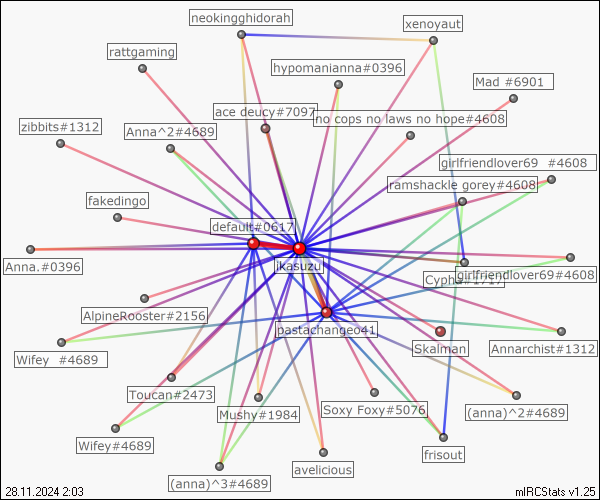 neokingghidorah
xenoyaut
rattgaming
hypomanianna#0396
Mad #6901
ace deucy#7097
no cops no laws no hope#4608
zibbits#1312
Anna^2#4689
girlfriendlover69 #4608
ramshackle gorey#4608
fakedingo
default#0617
Anna.#0396
ikasuzu
Cypha#1717
girlfriendlover69#4608
AlpineRooster#2156
pastachangeo41
Skalman
Annarchist#1312
Wifey #4689
Toucan#2473
Mushy#1984
Soxy Foxy#5076
(anna)^2#4689
Wifey#4689
frisout
(anna)^3#4689
avelicious
28.11.2024 2:03
mIRCStats v1.25